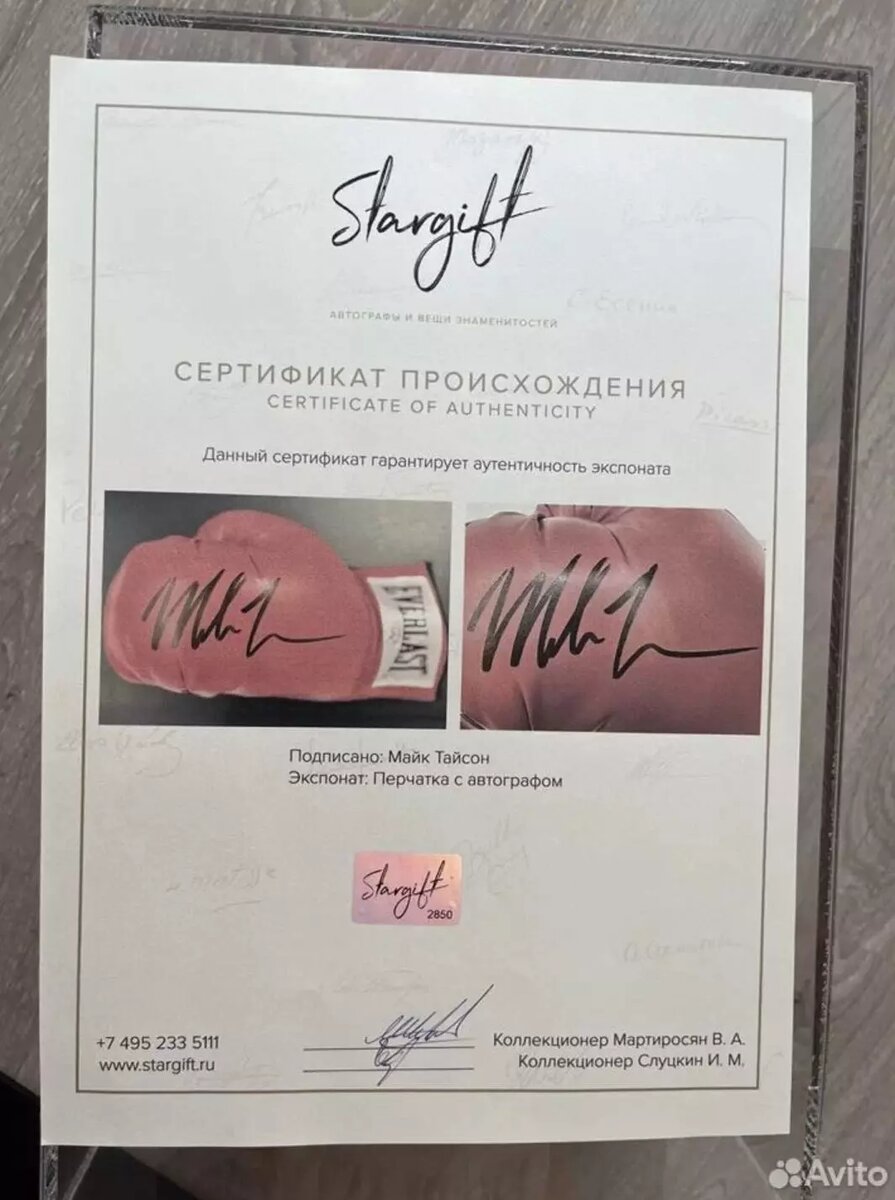 Stargift
АВТОГРАФЫ И ВЕЩИ ЗНАМЕНИТОСТЕЙ
СЕРТИФИКАТ ПРОИСХОЖДЕНИЯ
CERTIFICATE OF AUTHENTICITY
Данный сертификат гарантирует аутентичность экспоната
EVERLAST
Подписано: Майк Тайсон
Экспонат: Перчатка с автографом
Stargift
2850
+7 495 233 5111
www.stargift.ru
Коллекционер Мартиросян В. А.
Коллекционер Слуцкин И. М.
Avito